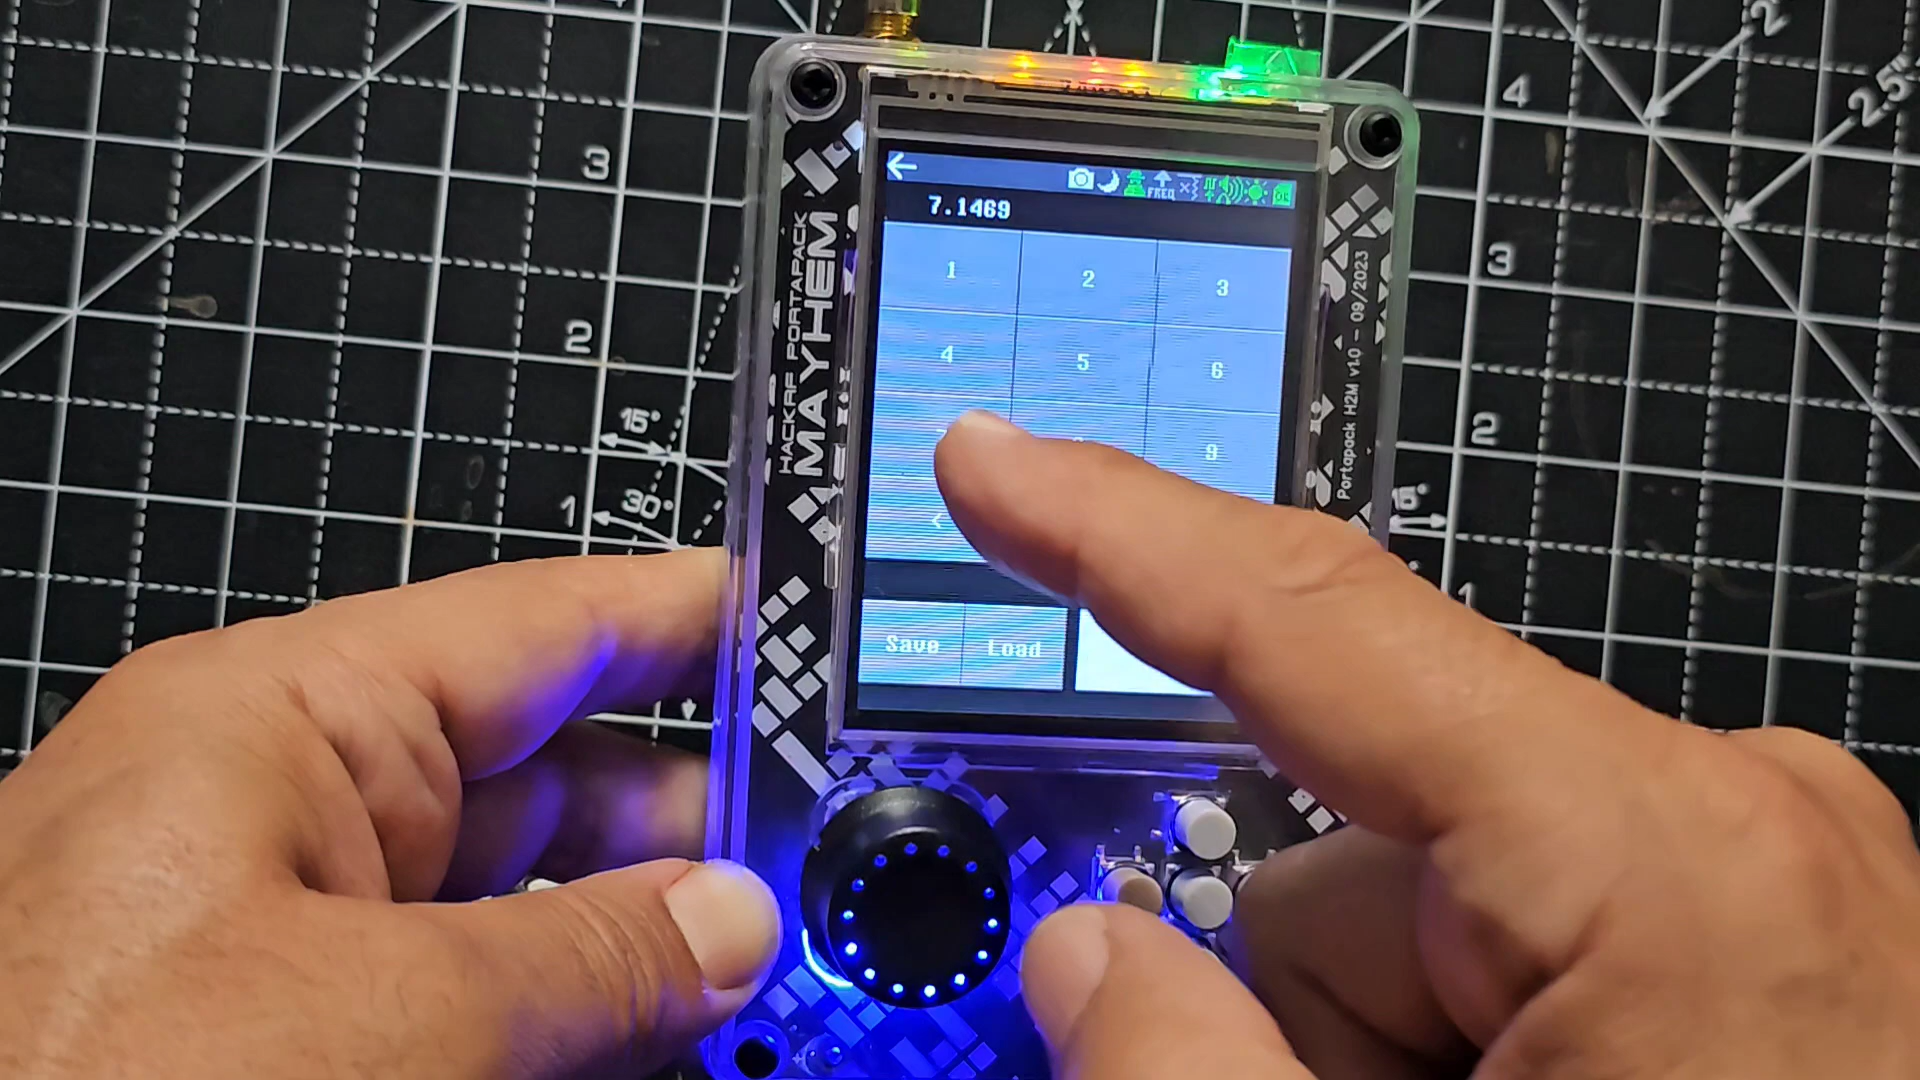 FREQ
7.1469
1 2 3
4 5 6
9
<
Save Load
HACKRF PORTAPACK
MAYHEM
Portapack H2M v1.0 - 09/2023
3
2
1
15°
30°
4
3
2
1
15°
2"
2.5"